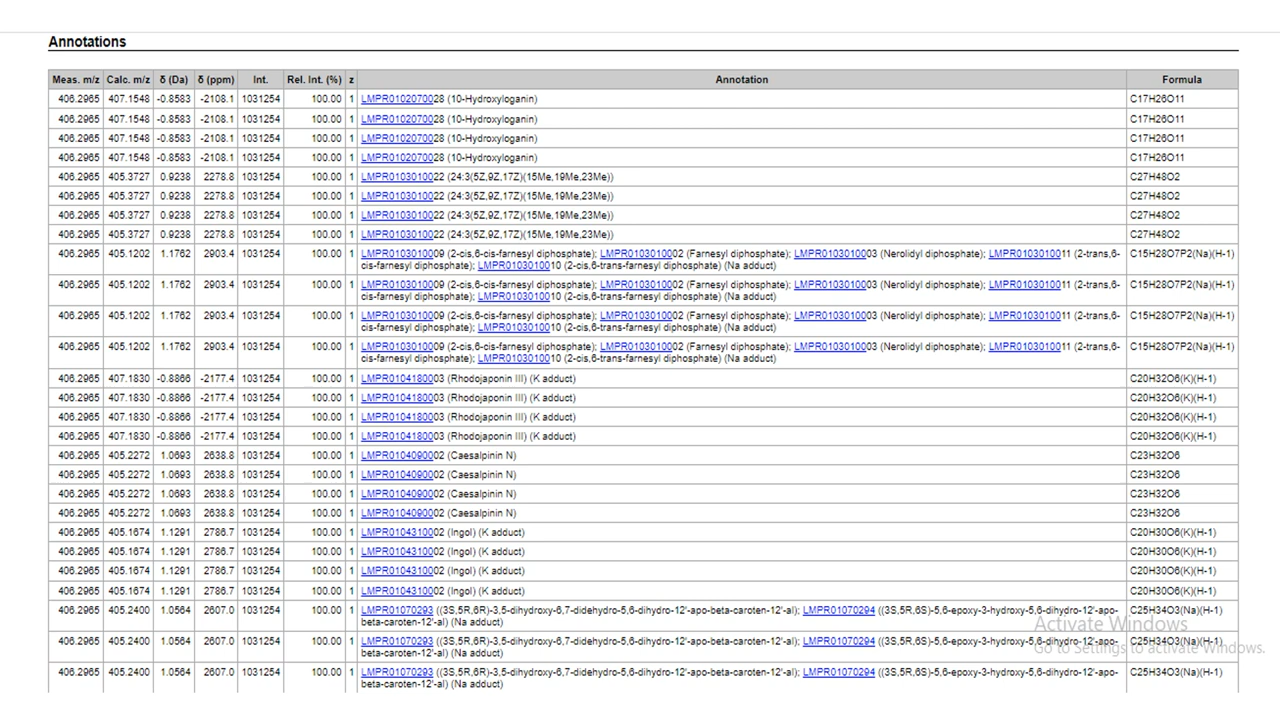 Annotations
Meas. m/z Calc. m/z δ (Da) δ (ppm) Int. Rel. Int. (%) z Annotation Formula
406.2965 407.1548 -0.8583 -2108.1 1031254 100.00 1 LMPR0102070028 (10-Hydroxyloganin) C17H26O11
406.2965 407.1548 -0.8583 -2108.1 1031254 100.00 1 LMPR0102070028 (10-Hydroxyloganin) C17H26O11
406.2965 407.1548 -0.8583 -2108.1 1031254 100.00 1 LMPR0102070028 (10-Hydroxyloganin) C17H26O11
406.2965 407.1548 -0.8583 -2108.1 1031254 100.00 1 LMPR0102070028 (10-Hydroxyloganin) C17H26O11
406.2965 405.3727 0.9238 2278.8 1031254 100.00 1 LMPR0103010022 (24:3(5Z,9Z,17Z)(15Me,19Me,23Me)) C27H48O2
406.2965 405.3727 0.9238 2278.8 1031254 100.00 1 LMPR0103010022 (24:3(5Z,9Z,17Z)(15Me,19Me,23Me)) C27H48O2
406.2965 405.3727 0.9238 2278.8 1031254 100.00 1 LMPR0103010022 (24:3(5Z,9Z,17Z)(15Me,19Me,23Me)) C27H48O2
406.2965 405.3727 0.9238 2278.8 1031254 100.00 1 LMPR0103010022 (24:3(5Z,9Z,17Z)(15Me,19Me,23Me)) C27H48O2
406.2965 405.1202 1.1762 2903.4 1031254 100.00 1 LMPR0103010009 (2-cis,6-cis-farnesyl diphosphate); LMPR0103010002 (Farnesyl diphosphate); LMPR0103010003 (Nerolidyl diphosphate); LMPR0103010011 (2-trans,6- C15H28O7P2(Na)(H-1)
cis-farnesyl diphosphate); LMPR0103010010 (2-cis,6-trans-farnesyl diphosphate) (Na adduct)
406.2965 405.1202 1.1762 2903.4 1031254 100.00 1 LMPR0103010009 (2-cis,6-cis-farnesyl diphosphate); LMPR0103010002 (Farnesyl diphosphate); LMPR0103010003 (Nerolidyl diphosphate); LMPR0103010011 (2-trans,6- C15H28O7P2(Na)(H-1)
cis-farnesyl diphosphate); LMPR0103010010 (2-cis,6-trans-farnesyl diphosphate) (Na adduct)
406.2965 405.1202 1.1762 2903.4 1031254 100.00 1 LMPR0103010009 (2-cis,6-cis-farnesyl diphosphate); LMPR0103010002 (Farnesyl diphosphate); LMPR0103010003 (Nerolidyl diphosphate); LMPR0103010011 (2-trans,6- C15H28O7P2(Na)(H-1)
cis-farnesyl diphosphate); LMPR0103010010 (2-cis,6-trans-farnesyl diphosphate) (Na adduct)
406.2965 405.1202 1.1762 2903.4 1031254 100.00 1 LMPR0103010009 (2-cis,6-cis-farnesyl diphosphate); LMPR0103010002 (Farnesyl diphosphate); LMPR0103010003 (Nerolidyl diphosphate); LMPR0103010011 (2-trans,6- C15H28O7P2(Na)(H-1)
cis-farnesyl diphosphate); LMPR0103010010 (2-cis,6-trans-farnesyl diphosphate) (Na adduct)
406.2965 407.1830 -0.8866 -2177.4 1031254 100.00 1 LMPR0104180003 (Rhodojaponin III) (K adduct) C20H32O6(K)(H-1)
406.2965 407.1830 -0.8866 -2177.4 1031254 100.00 1 LMPR0104180003 (Rhodojaponin III) (K adduct) C20H32O6(K)(H-1)
406.2965 407.1830 -0.8866 -2177.4 1031254 100.00 1 LMPR0104180003 (Rhodojaponin III) (K adduct) C20H32O6(K)(H-1)
406.2965 407.1830 -0.8866 -2177.4 1031254 100.00 1 LMPR0104180003 (Rhodojaponin III) (K adduct) C20H32O6(K)(H-1)
406.2965 405.2272 1.0693 2638.8 1031254 100.00 1 LMPR0104090002 (Caesalpinin N) C23H32O6
406.2965 405.2272 1.0693 2638.8 1031254 100.00 1 LMPR0104090002 (Caesalpinin N) C23H32O6
406.2965 405.2272 1.0693 2638.8 1031254 100.00 1 LMPR0104090002 (Caesalpinin N) C23H32O6
406.2965 405.2272 1.0693 2638.8 1031254 100.00 1 LMPR0104090002 (Caesalpinin N) C23H32O6
406.2965 405.1674 1.1291 2786.7 1031254 100.00 1 LMPR0104310002 (Ingol) (K adduct) C20H30O6(K)(H-1)
406.2965 405.1674 1.1291 2786.7 1031254 100.00 1 LMPR0104310002 (Ingol) (K adduct) C20H30O6(K)(H-1)
406.2965 405.1674 1.1291 2786.7 1031254 100.00 1 LMPR0104310002 (Ingol) (K adduct) C20H30O6(K)(H-1)
406.2965 405.1674 1.1291 2786.7 1031254 100.00 1 LMPR0104310002 (Ingol) (K adduct) C20H30O6(K)(H-1)
406.2965 405.2400 1.0564 2607.0 1031254 100.00 1 LMPR01070293 ((3S,5R,6R)-3,5-dihydroxy-6,7-didehydro-5,6-dihydro-12'-apo-beta-caroten-12'-al); LMPR01070294 ((3S,5R,6S)-5,6-epoxy-3-hydroxy-5,6-dihydro-12'-apo- C25H34O3(Na)(H-1)
beta-caroten-12'-al) (Na adduct)
Activate Windows
406.2965 405.2400 1.0564 2607.0 1031254 100.00 1 LMPR01070293 ((3S,5R,6R)-3,5-dihydroxy-6,7-didehydro-5,6-dihydro-12'-apo-beta-caroten-12'-al); LMPR01070294 ((3S,5R,6S)-5,6-epoxy-3-hydroxy-5,6-dihydro-12'-apo- C25H34O3(Na)(H-1)
beta-caroten-12'-al) (Na adduct)
Go to Settings to activate Windows.
406.2965 405.2400 1.0564 2607.0 1031254 100.00 1 LMPR01070293 ((3S,5R,6R)-3,5-dihydroxy-6,7-didehydro-5,6-dihydro-12'-apo-beta-caroten-12'-al); LMPR01070294 ((3S,5R,6S)-5,6-epoxy-3-hydroxy-5,6-dihydro-12'-apo- C25H34O3(Na)(H-1)
beta-caroten-12'-al) (Na adduct)